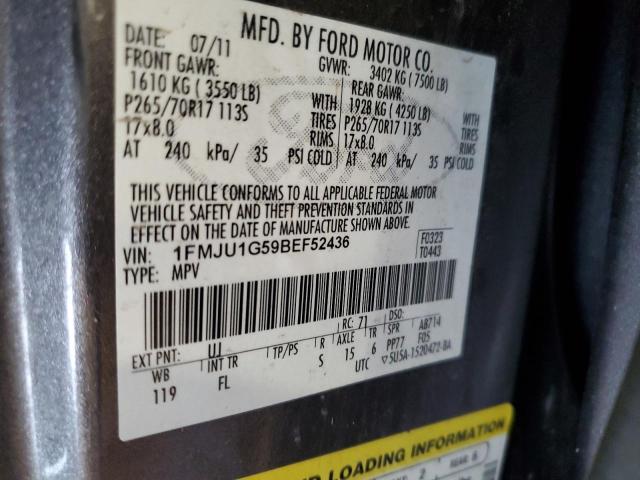 MFD. BY FORD MOTOR CO.
DATE: 07/11 GVWR: 3402 KG ( 7500 LB)
FRONT GAWR: REAR GAWR:
1610 KG ( 3550 LB) WITH 1928 KG ( 4250 LB) WITH
P265/70R17 113S TIRES P265/70R17 113S TIRES
17x8.0 RIMS 17x8.0 RIMS
AT 240 kPa/ 35 PSI COLD AT 240 kPa/ 35 PSI COLD
THIS VEHICLE CONFORMS TO ALL APPLICABLE FEDERAL MOTOR
VEHICLE SAFETY AND THEFT PREVENTION STANDARDS IN
EFFECT ON THE DATE OF MANUFACTURE SHOWN ABOVE.
VIN: 1FMJU1G59BEF52436 F0323
TYPE: MPV T0443
RC: 71 DSO:
EXT PNT: UJ AB714
WB INT TR TP/PS R AXLE TR SPR F05
119 FL S 15 6 PP77
UTC ▽5U5A-1520472-BA
Ford
LOADING INFORMATION
2 REAR